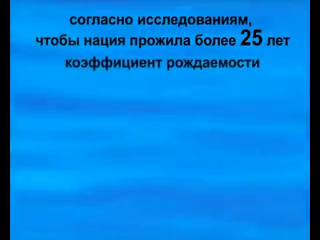 согласно исследованиям,
чтобы нация прожила более 25 лет
коэффициент рождаемости